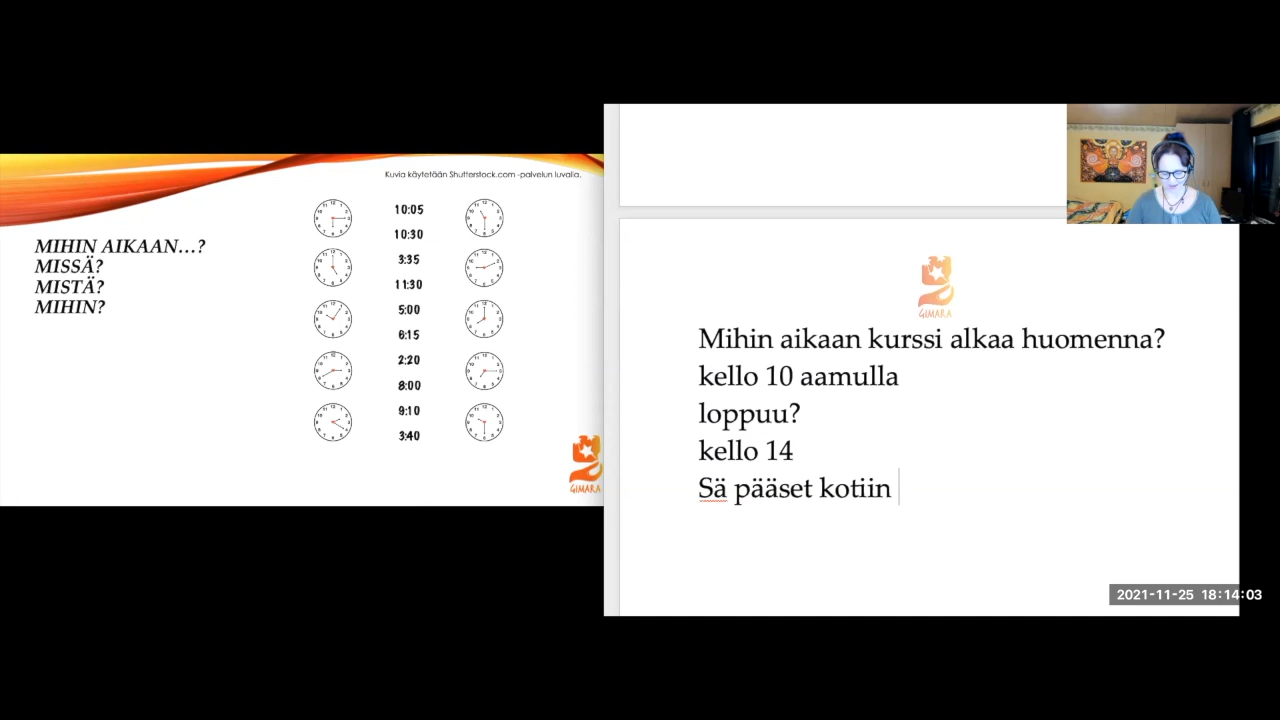 Kuvia käytetään Shutterstock.com -palvelun luvalla.
MIHIN AIKAAN…?
MISSÄ?
MISTÄ?
MIHIN?
10:05
10:30
3:35
11:30
5:00
6:15
2:20
8:00
9:10
3:40
GIMARA
GIMARA
Mihin aikaan kurssi alkaa huomenna?
kello 10 aamulla
loppuu?
kello 14
Sä pääset kotiin
2021-11-25 18:14:03